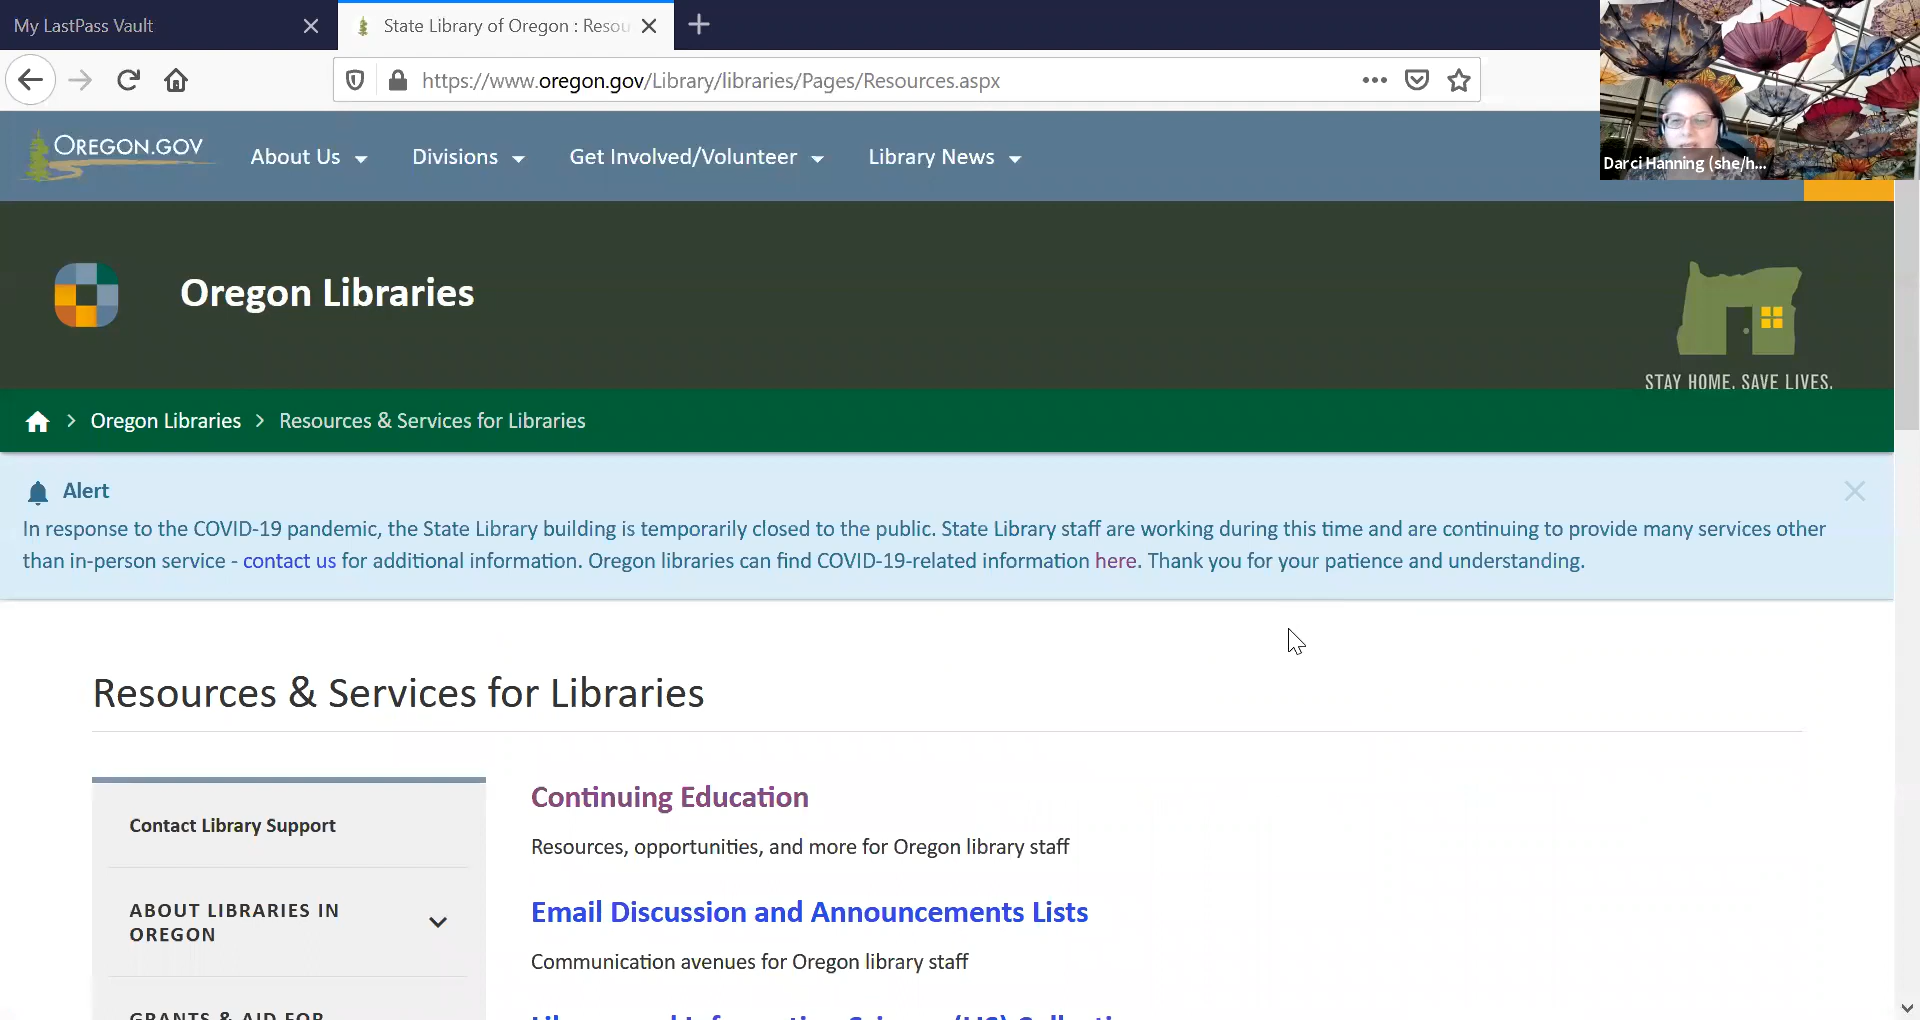 My LastPass Vault
State Library of Oregon : Resou
https://www.oregon.gov/Library/libraries/Pages/Resources.aspx
OREGON.GOV
About Us
Divisions
Get Involved/Volunteer
Library News
Darci Hanning (she/h...
Oregon Libraries
STAY HOME. SAVE LIVES.
Oregon Libraries > Resources & Services for Libraries
Alert
In response to the COVID-19 pandemic, the State Library building is temporarily closed to the public. State Library staff are working during this time and are continuing to provide many services other
than in-person service - contact us for additional information. Oregon libraries can find COVID-19-related information here. Thank you for your patience and understanding.
Resources & Services for Libraries
Contact Library Support
ABOUT LIBRARIES IN
OREGON
GRANTS & AID FOR
Continuing Education
Resources, opportunities, and more for Oregon library staff
Email Discussion and Announcements Lists
Communication avenues for Oregon library staff